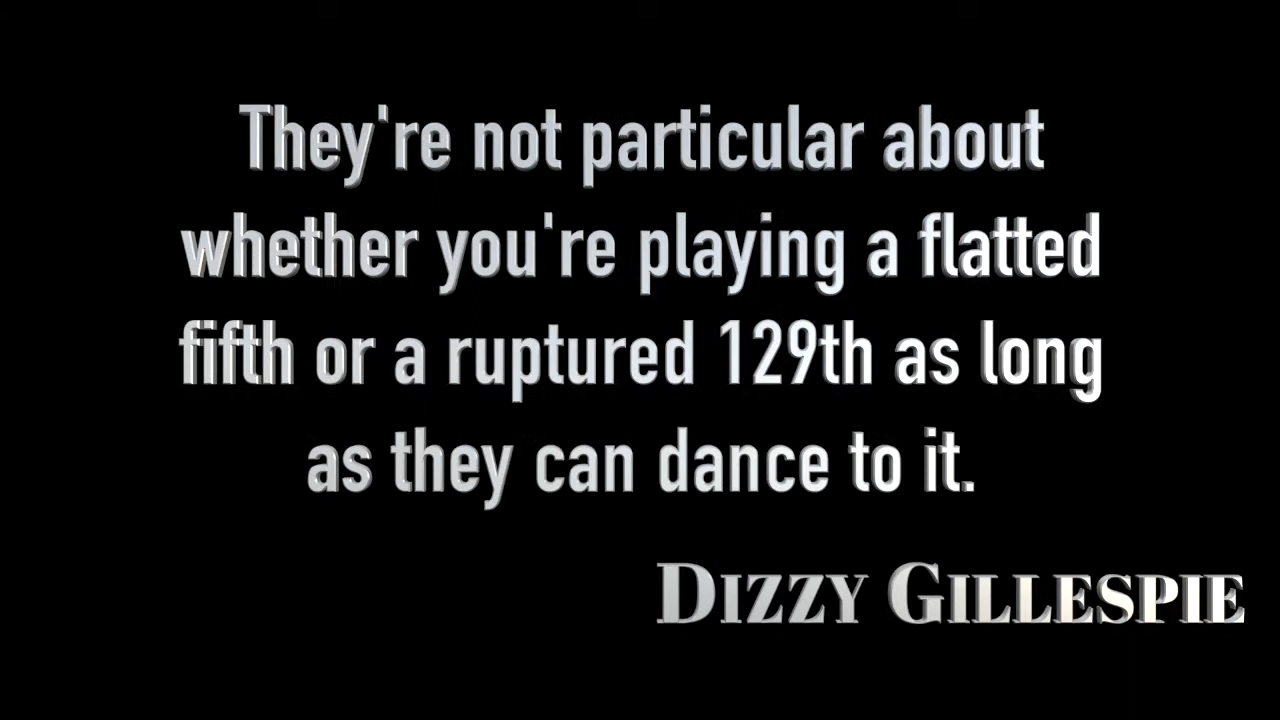 They're not particular about
whether you're playing a flatted
fifth or a ruptured 129th as long
as they can dance to it.
DIZZY GILLESPIE